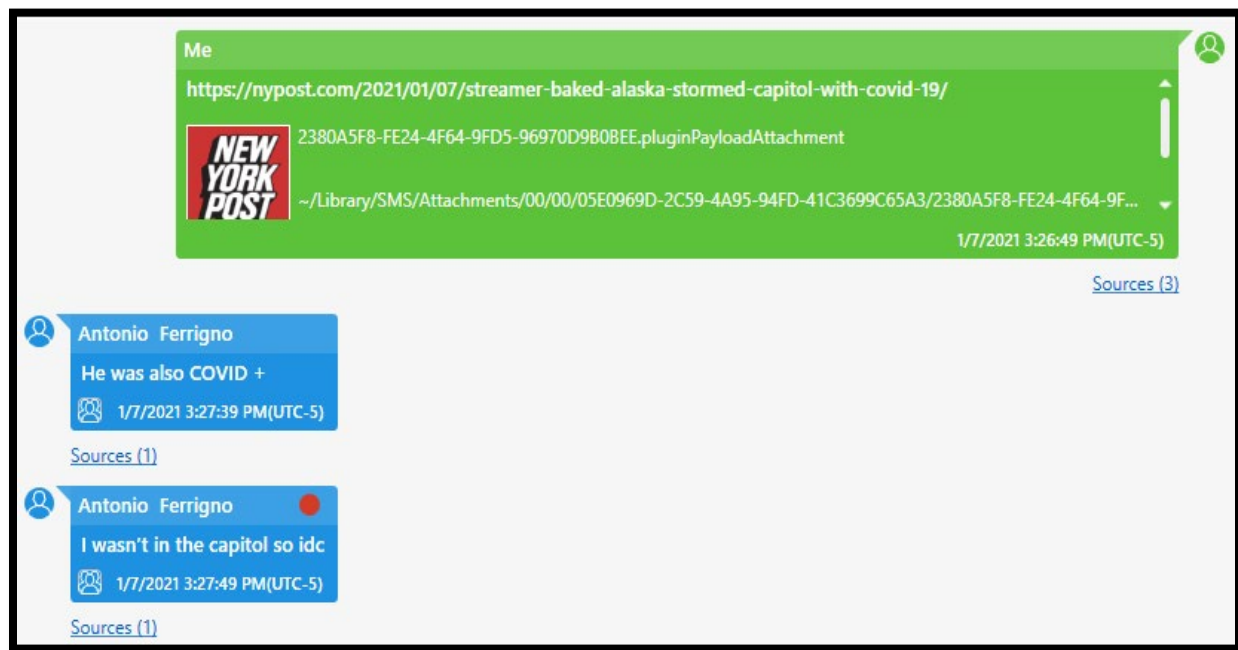 Me
https://nypost.com/2021/01/07/streamer-baked-alaska-stormed-capitol-with-covid-19/
NEW
YORK
POST
2380A5F8-FE24-4F64-9FD5-96970D9B0BEE.pluginPayloadAttachment
~/Library/SMS/Attachments/00/00/05E0969D-2C59-4A95-94FD-41C3699C65A3/2380A5F8-FE24-4F64-9F...
1/7/2021 3:26:49 PM(UTC-5)
Sources (3)
Antonio Ferrigno
He was also COVID +
1/7/2021 3:27:39 PM(UTC-5)
Sources (1)
Antonio Ferrigno
I wasn't in the capitol so idc
1/7/2021 3:27:49 PM(UTC-5)
Sources (1)